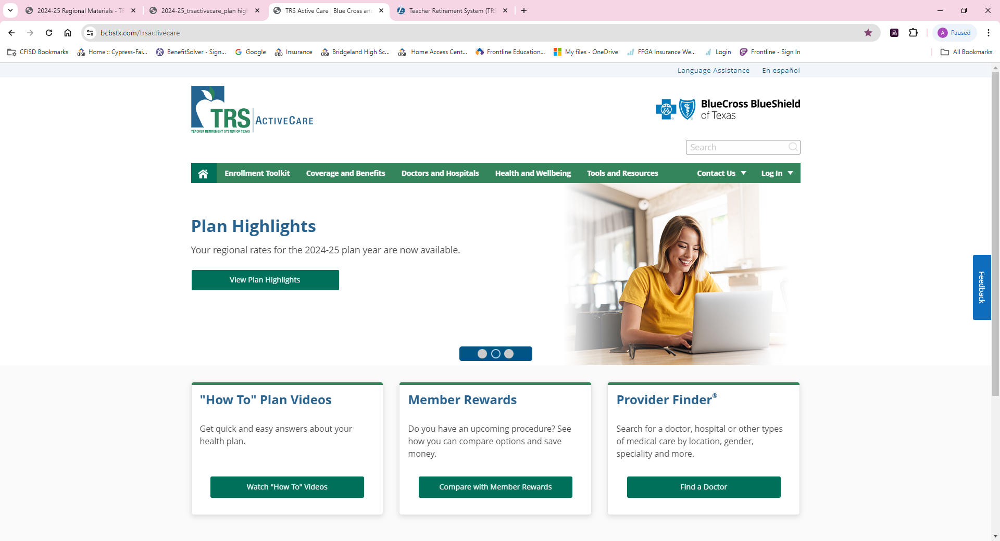 2024-25 Regional Materials - TF
2024-25_trsactivecare_plan high
TRS Active Care | Blue Cross and
Teacher Retirement System (TRS
bcbstx.com/trsactivecare
A Paused
CFISD Bookmarks
Home :: Cypress-Fai...
BenefitSolver - Sign...
Google
Insurance
Bridgeland High Sc...
Home Access Cent...
Frontline Education...
My files - OneDrive
FFGA Insurance We...
Login
Frontline - Sign In
All Bookmarks
Language Assistance
En español
TRS ACTIVECARE
TEACHER RETIREMENT SYSTEM OF TEXAS
BlueCross BlueShield
of Texas
Search
Enrollment Toolkit
Coverage and Benefits
Doctors and Hospitals
Health and Wellbeing
Tools and Resources
Contact Us
Log In
Plan Highlights
Your regional rates for the 2024-25 plan year are now available.
View Plan Highlights
Feedback
"How To" Plan Videos
Get quick and easy answers about your
health plan.
Watch "How To" Videos
Member Rewards
Do you have an upcoming procedure? See
how you can compare options and save
money.
Compare with Member Rewards
Provider Finder®
Search for a doctor, hospital or other types
of medical care by location, gender,
speciality and more.
Find a Doctor